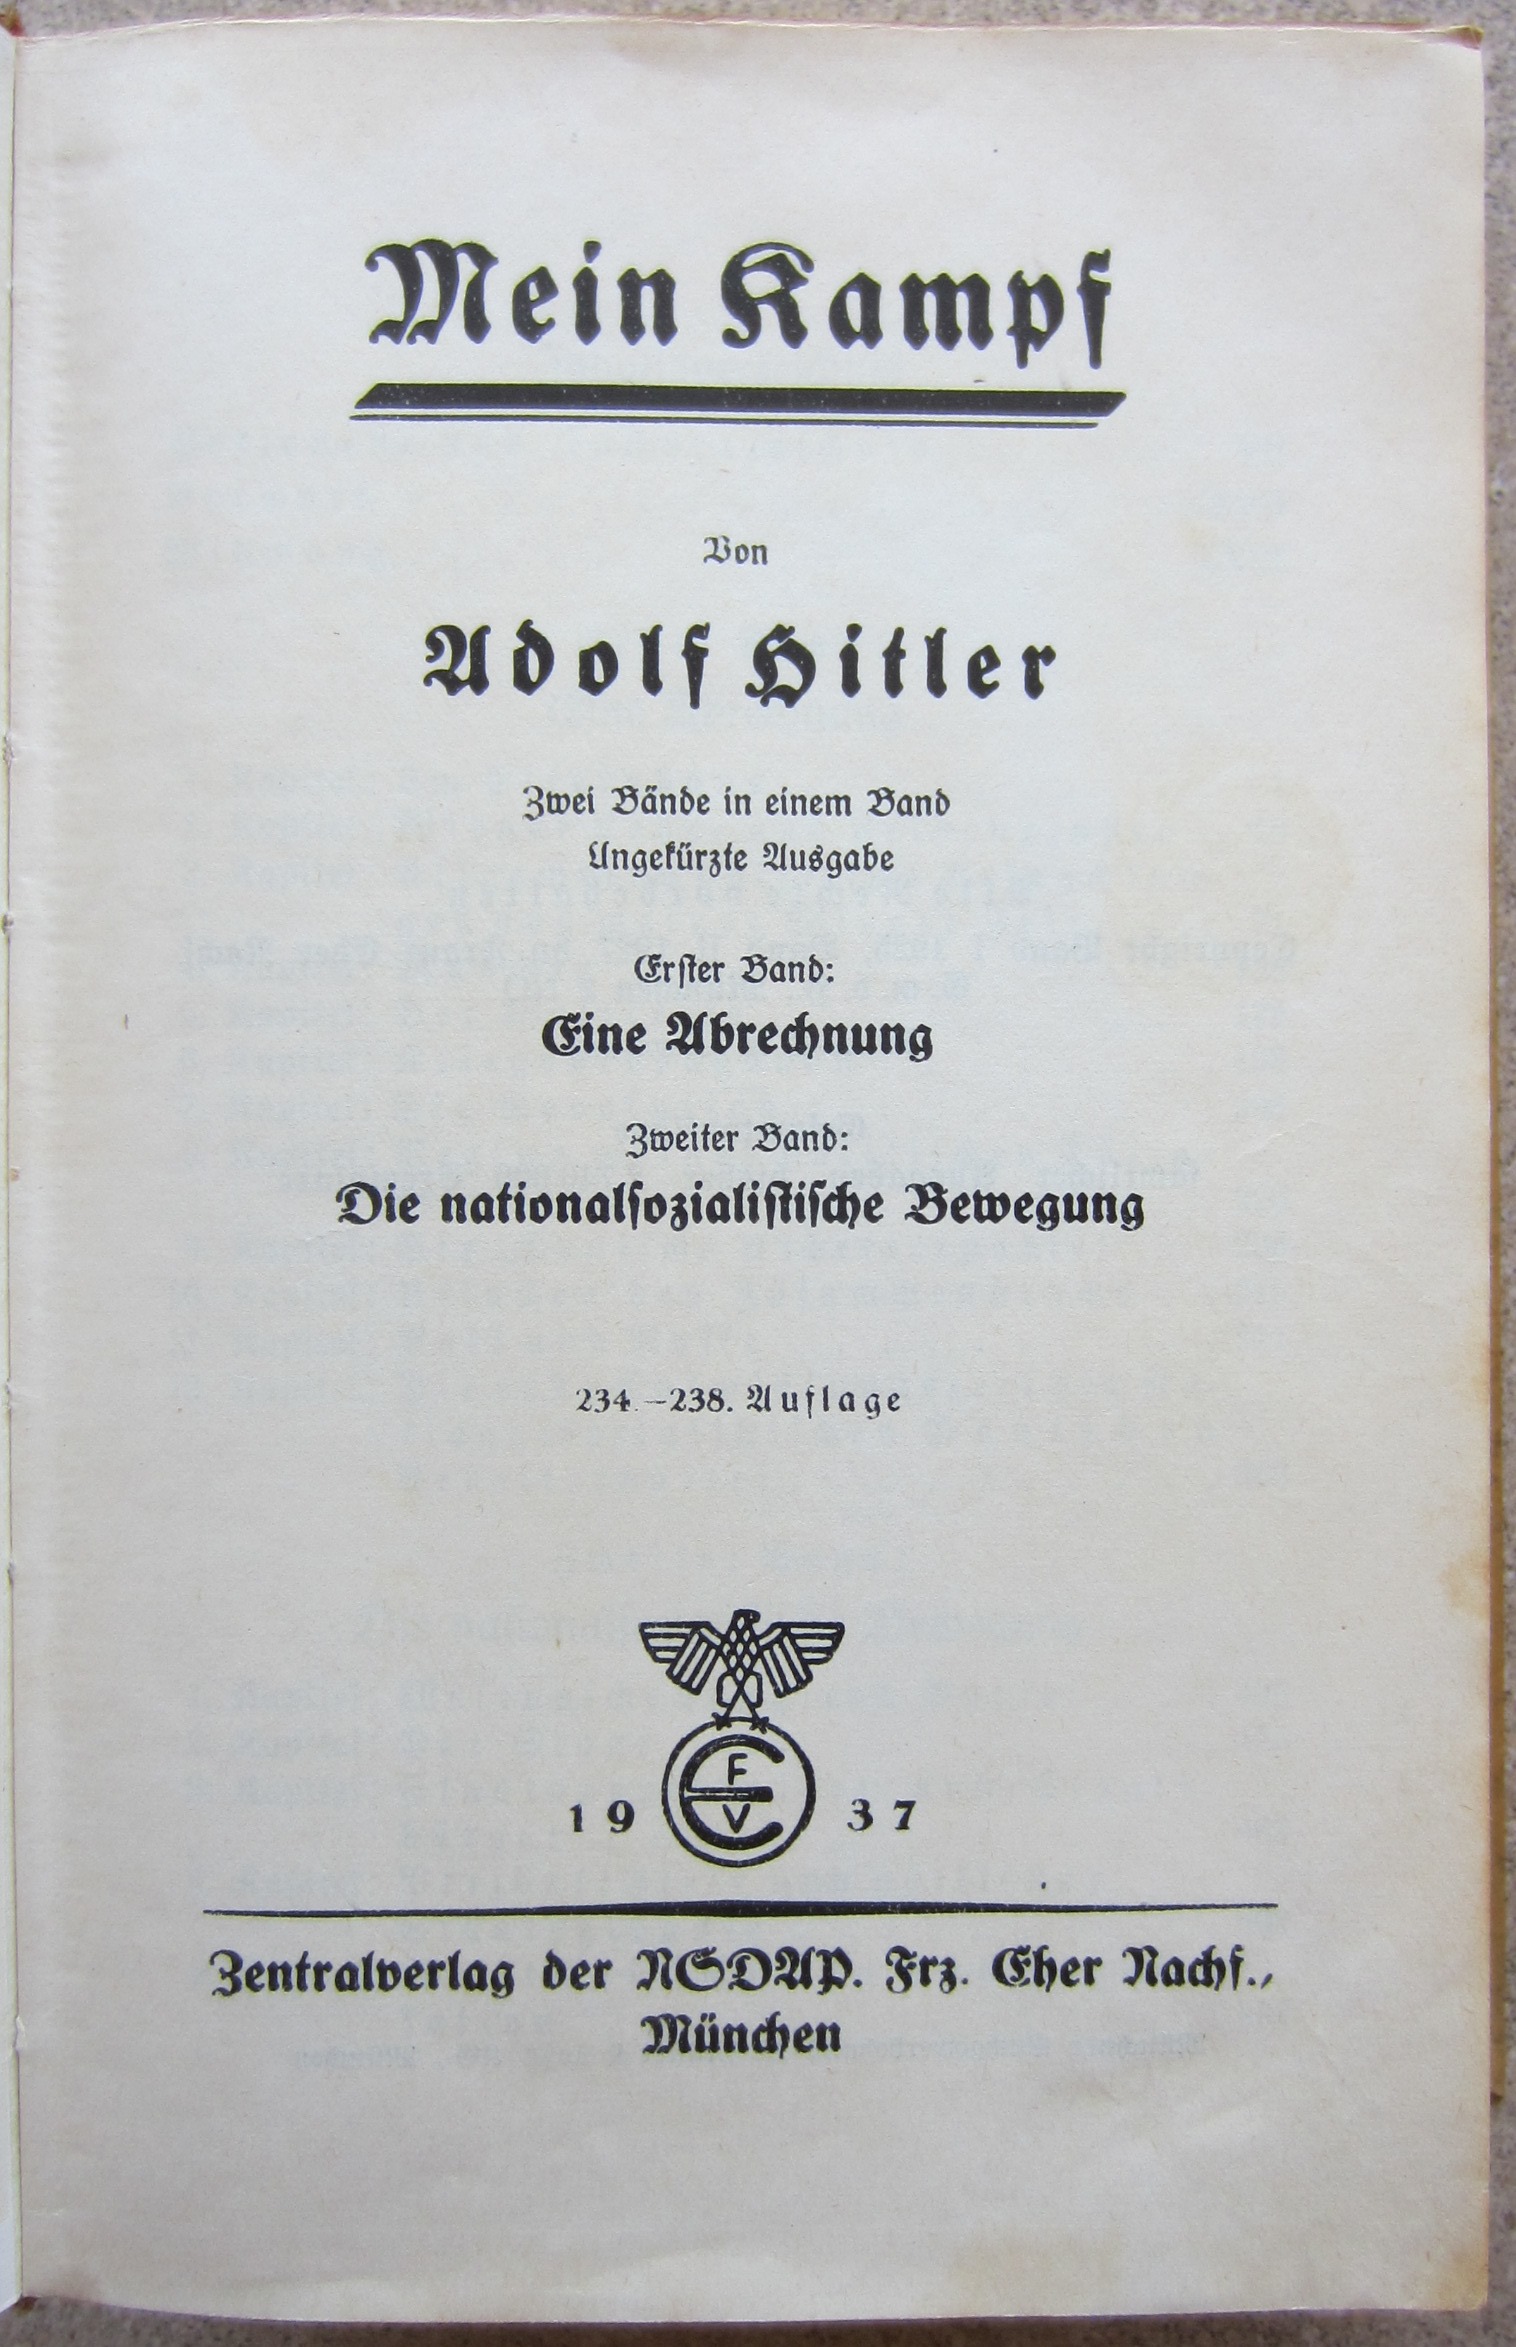 Mein Kampf
Von
Adolf Hitler
Zwei Bände in einem Band
Ungekürzte Ausgabe
Erſter Band:
Eine Abrechnung
Zweiter Band:
Die nationalſozialiſtiſche Bewegung
234.–238. Auflage
F
19 E 37
V
Zentralverlag der NSDAP. Frz. Eher Nachf.,
München